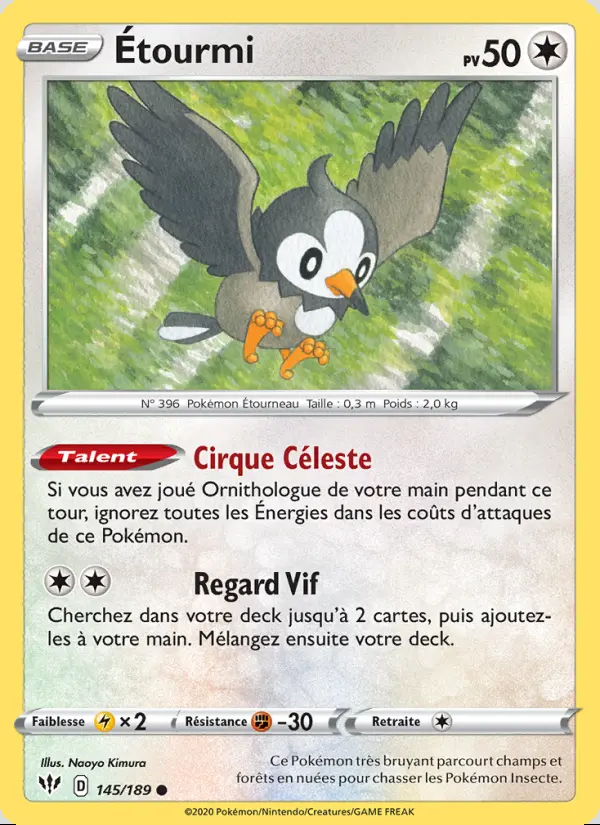 BASE Étourmi PV 50
N° 396 Pokémon Étourneau Taille : 0,3 m Poids : 2,0 kg
Talent Cirque Céleste
Si vous avez joué Ornithologue de votre main pendant ce
tour, ignorez toutes les Énergies dans les coûts d'attaques
de ce Pokémon.
Regard Vif
Cherchez dans votre deck jusqu'à 2 cartes, puis ajoutez-
les à votre main. Mélangez ensuite votre deck.
Faiblesse ×2 Résistance -30 Retraite
Illus. Naoyo Kimura
Ce Pokémon très bruyant parcourt champs et
forêts en nuées pour chasser les Pokémon Insecte.
D 145/189
©2020 Pokémon/Nintendo/Creatures/GAME FREAK